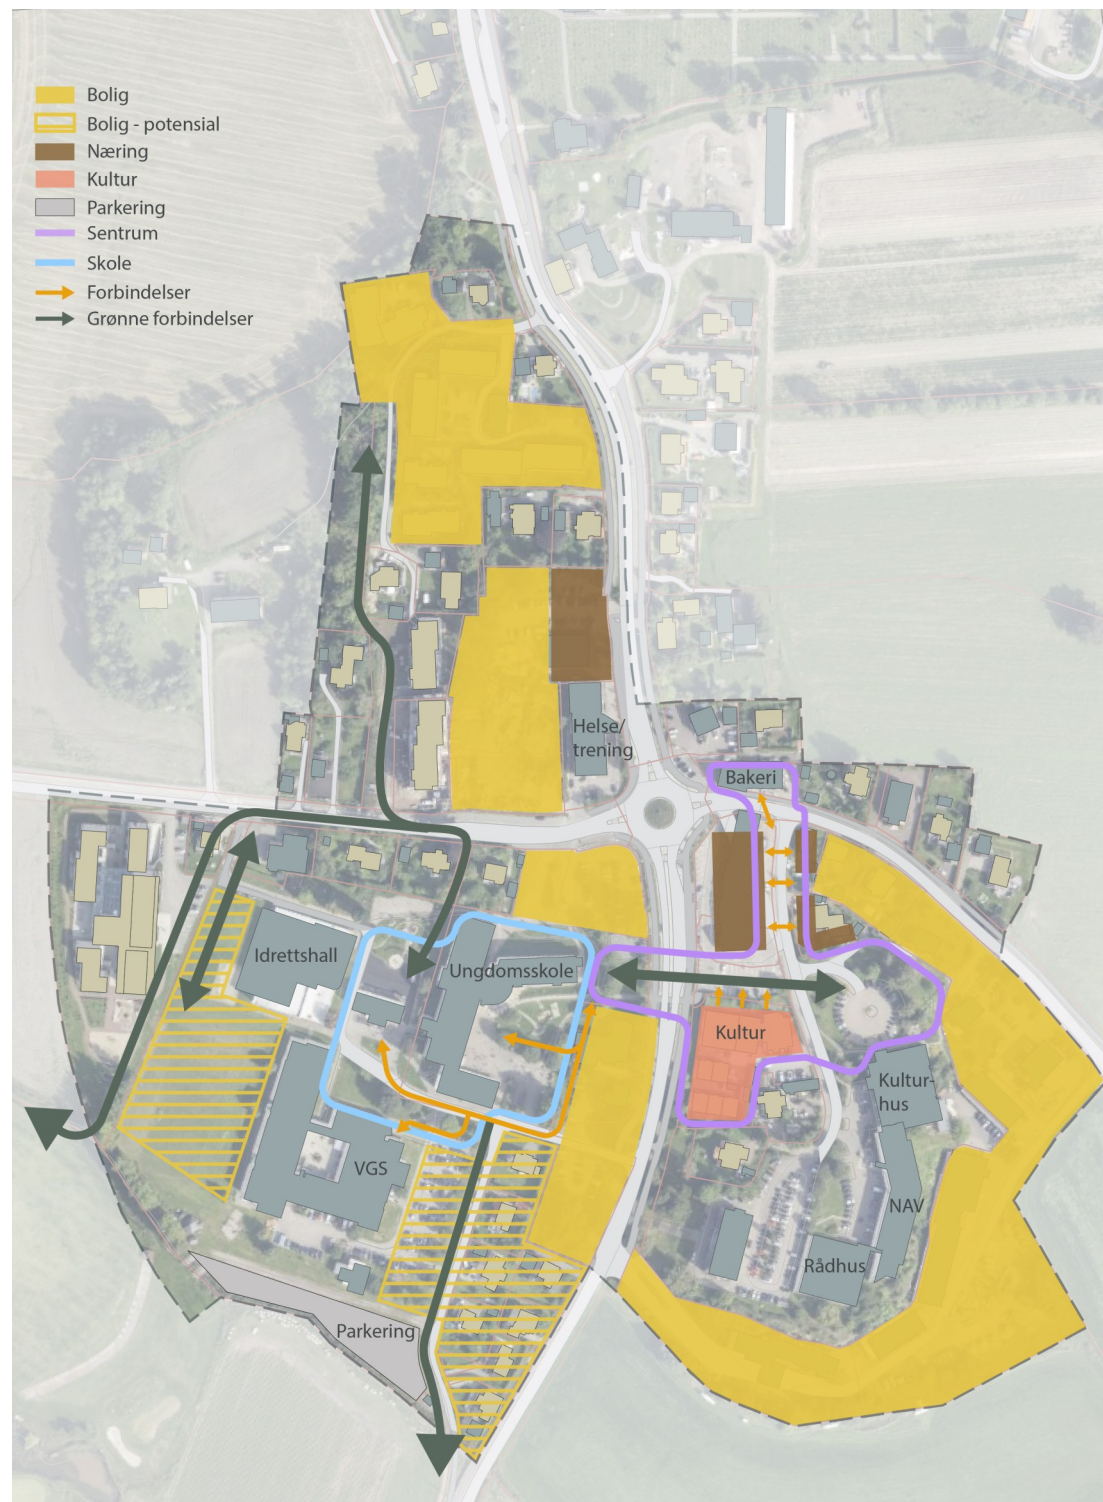 Bolig
Bolig - potensial
Næring
Kultur
Parkering
Sentrum
Skole
Forbindelser
Grønne forbindelser
Helse/
trening
Bakeri
Idrettshall
Ungdomsskole
Kultur
Kultur-
hus
VGS
NAV
Rådhus
Parkering